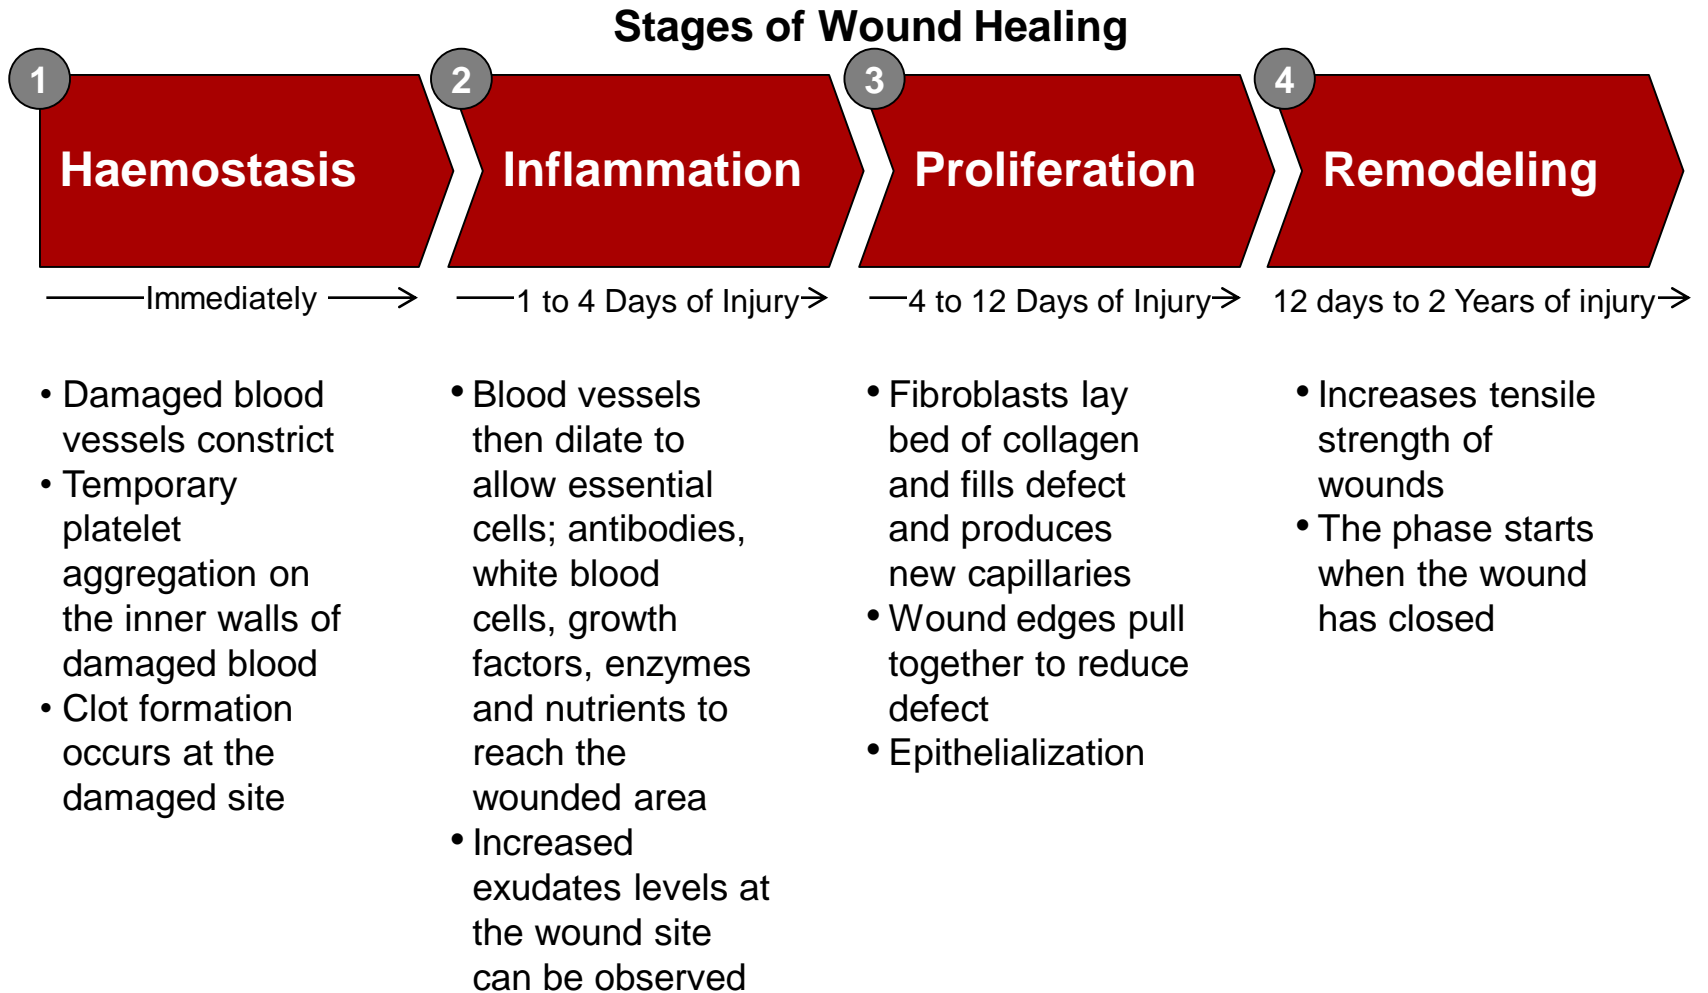 Stages of Wound Healing
1
Haemostasis
Immediately
• Damaged blood
vessels constrict
• Temporary
platelet
aggregation on
the inner walls of
damaged blood
• Clot formation
occurs at the
damaged site
2
Inflammation
1 to 4 Days of Injury
• Blood vessels
then dilate to
allow essential
cells; antibodies,
white blood
cells, growth
factors, enzymes
and nutrients to
reach the
wounded area
• Increased
exudates levels at
the wound site
can be observed
3
Proliferation
4 to 12 Days of Injury
• Fibroblasts lay
bed of collagen
and fills defect
and produces
new capillaries
• Wound edges pull
together to reduce
defect
• Epithelialization
4
Remodeling
12 days to 2 Years of injury
• Increases tensile
strength of
wounds
• The phase starts
when the wound
has closed